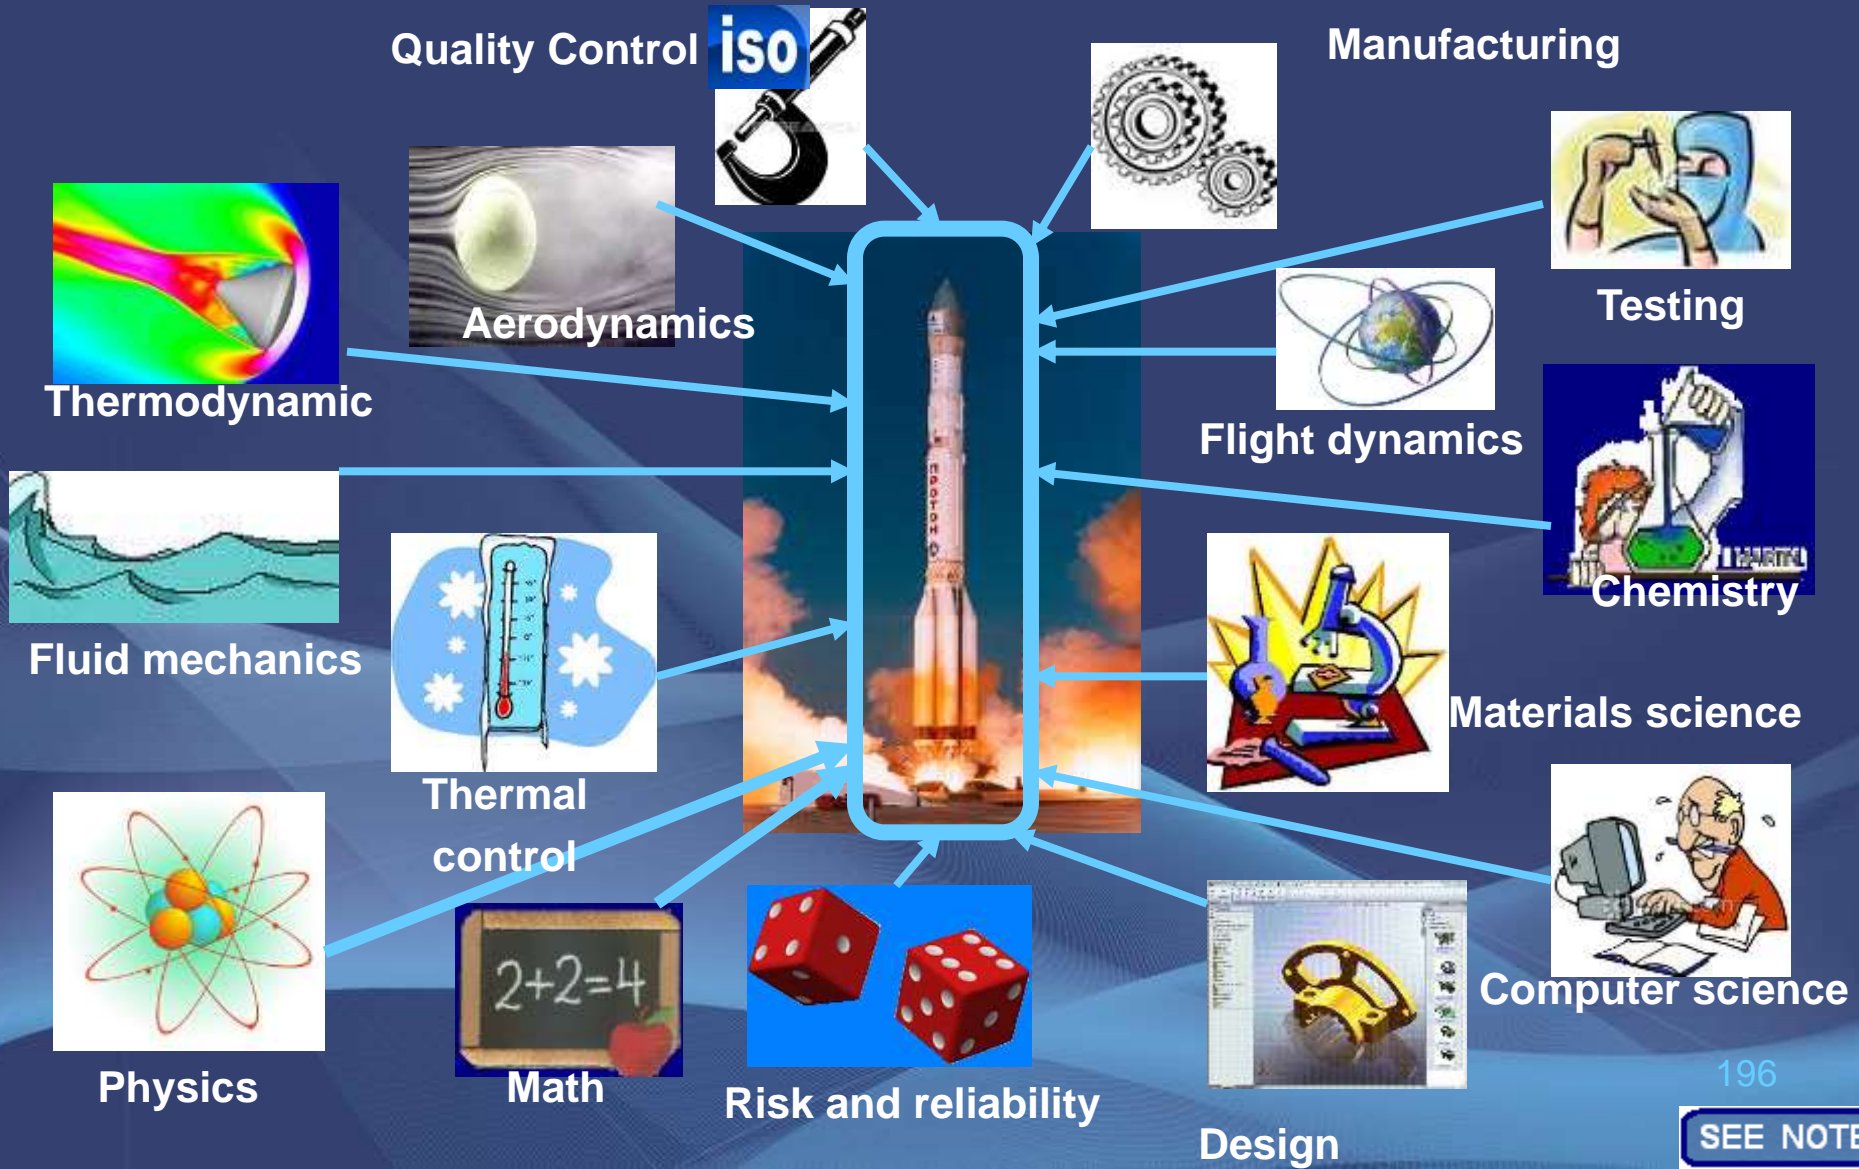 Quality Control
iso
Manufacturing
Testing
Aerodynamics
Thermodynamic
Flight dynamics
ПРОТОН
Chemistry
Fluid mechanics
Materials science
Thermal
control
2+2=4
Computer science
Physics
Math
Risk and reliability
Design
196
SEE NOTE